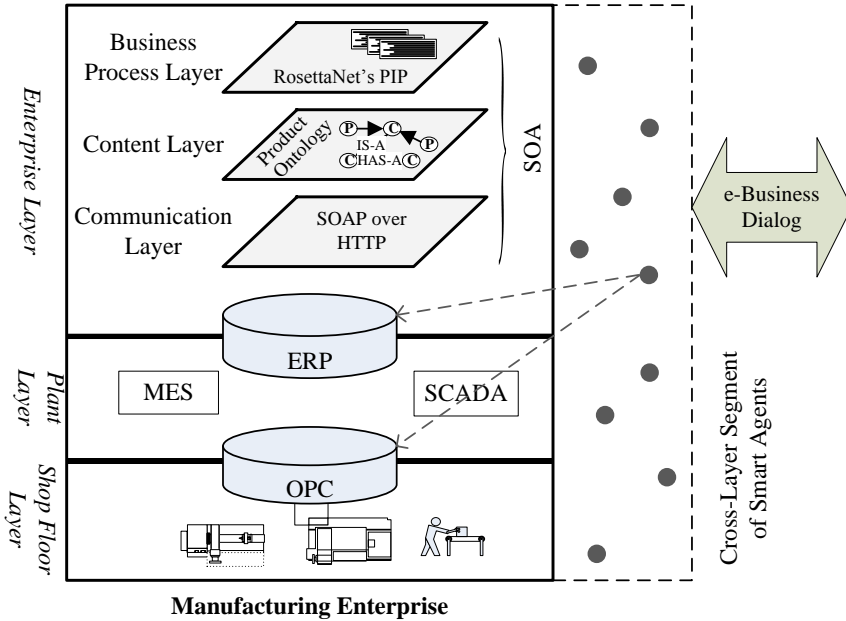 Enterprise Layer
Business
Process Layer
RosettaNet's PIP
Content Layer
Product
Ontology
P
C
P
IS-A
C
HAS-A
C
Communication
Layer
SOAP over
HTTP
SOA
e-Business
Dialog
ERP
Plant
Layer
MES
SCADA
OPC
Shop Floor
Layer
Cross-Layer Segment
of Smart Agents
Manufacturing Enterprise